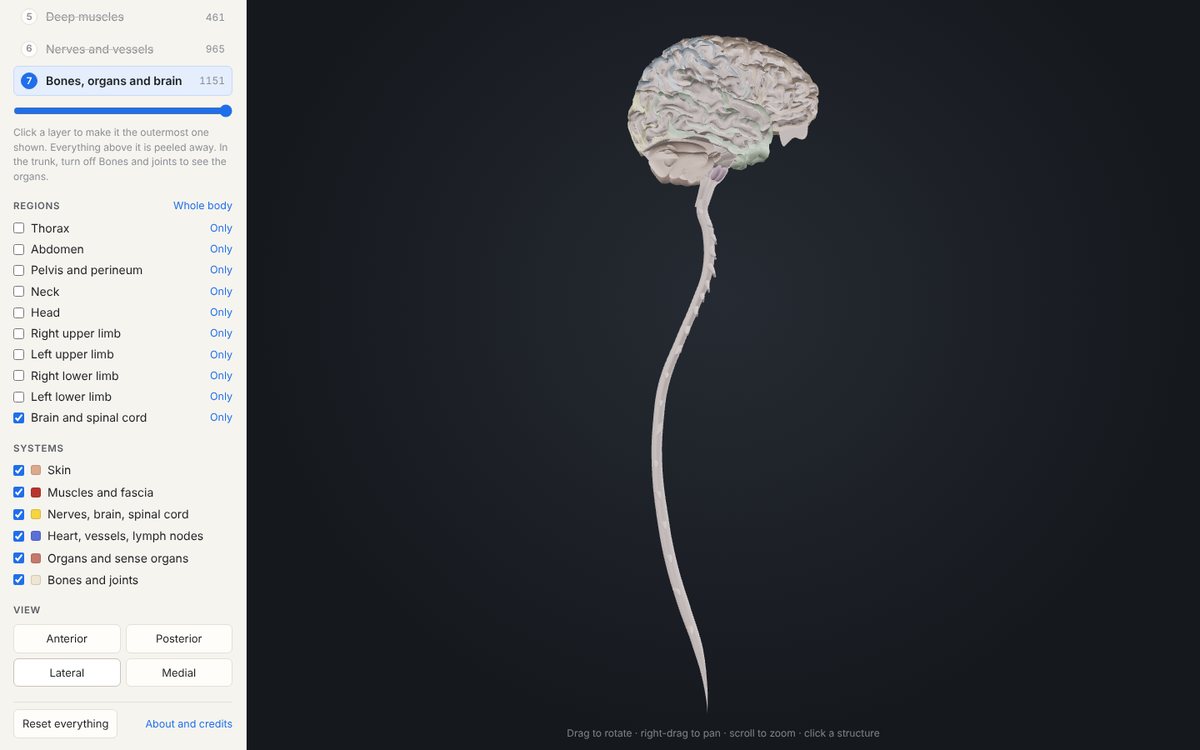 5 Deep muscles 461
6 Nerves and vessels 965
7 Bones, organs and brain 1151
Click a layer to make it the outermost one
shown. Everything above it is peeled away. In
the trunk, turn off Bones and joints to see the
organs.
REGIONS Whole body
Thorax Only
Abdomen Only
Pelvis and perineum Only
Neck Only
Head Only
Right upper limb Only
Left upper limb Only
Right lower limb Only
Left lower limb Only
Brain and spinal cord Only
SYSTEMS
Skin
Muscles and fascia
Nerves, brain, spinal cord
Heart, vessels, lymph nodes
Organs and sense organs
Bones and joints
VIEW
Anterior Posterior
Lateral Medial
Reset everything About and credits
Drag to rotate · right-drag to pan · scroll to zoom · click a structure